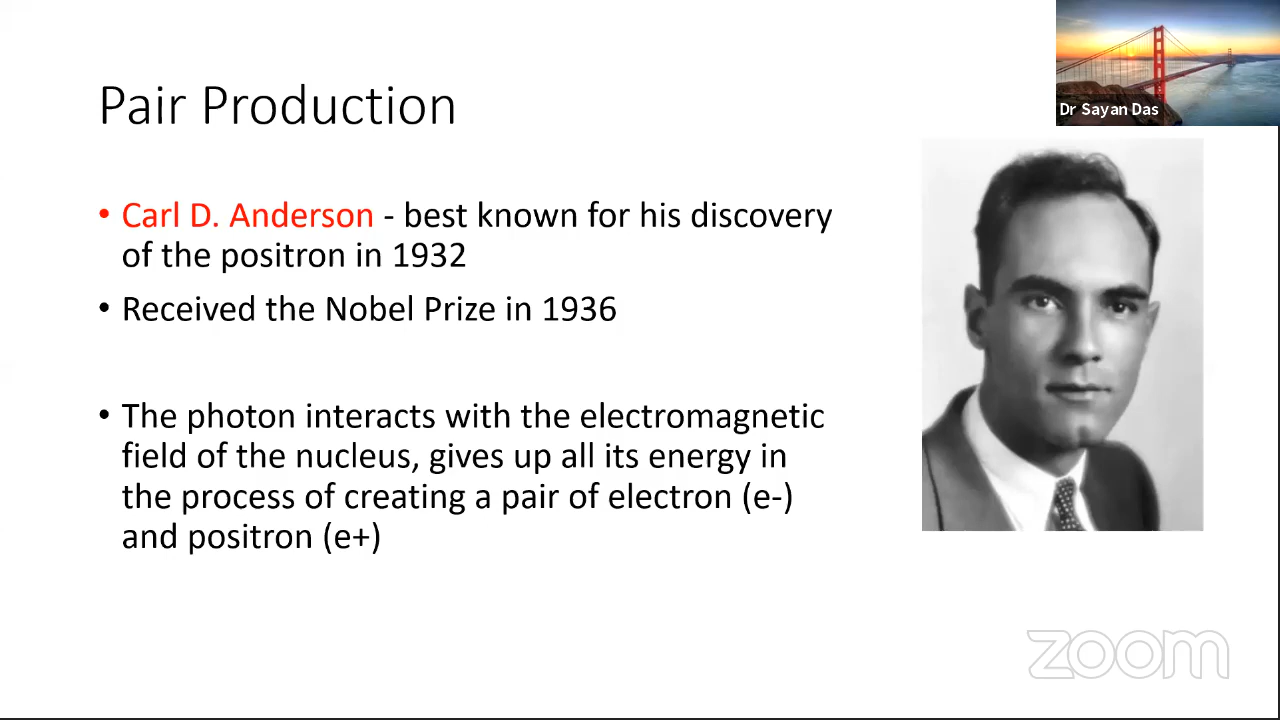 Dr Sayan Das
Pair Production
• Carl D. Anderson - best known for his discovery
of the positron in 1932
• Received the Nobel Prize in 1936
• The photon interacts with the electromagnetic
field of the nucleus, gives up all its energy in
the process of creating a pair of electron (e-)
and positron (e+)
zoom